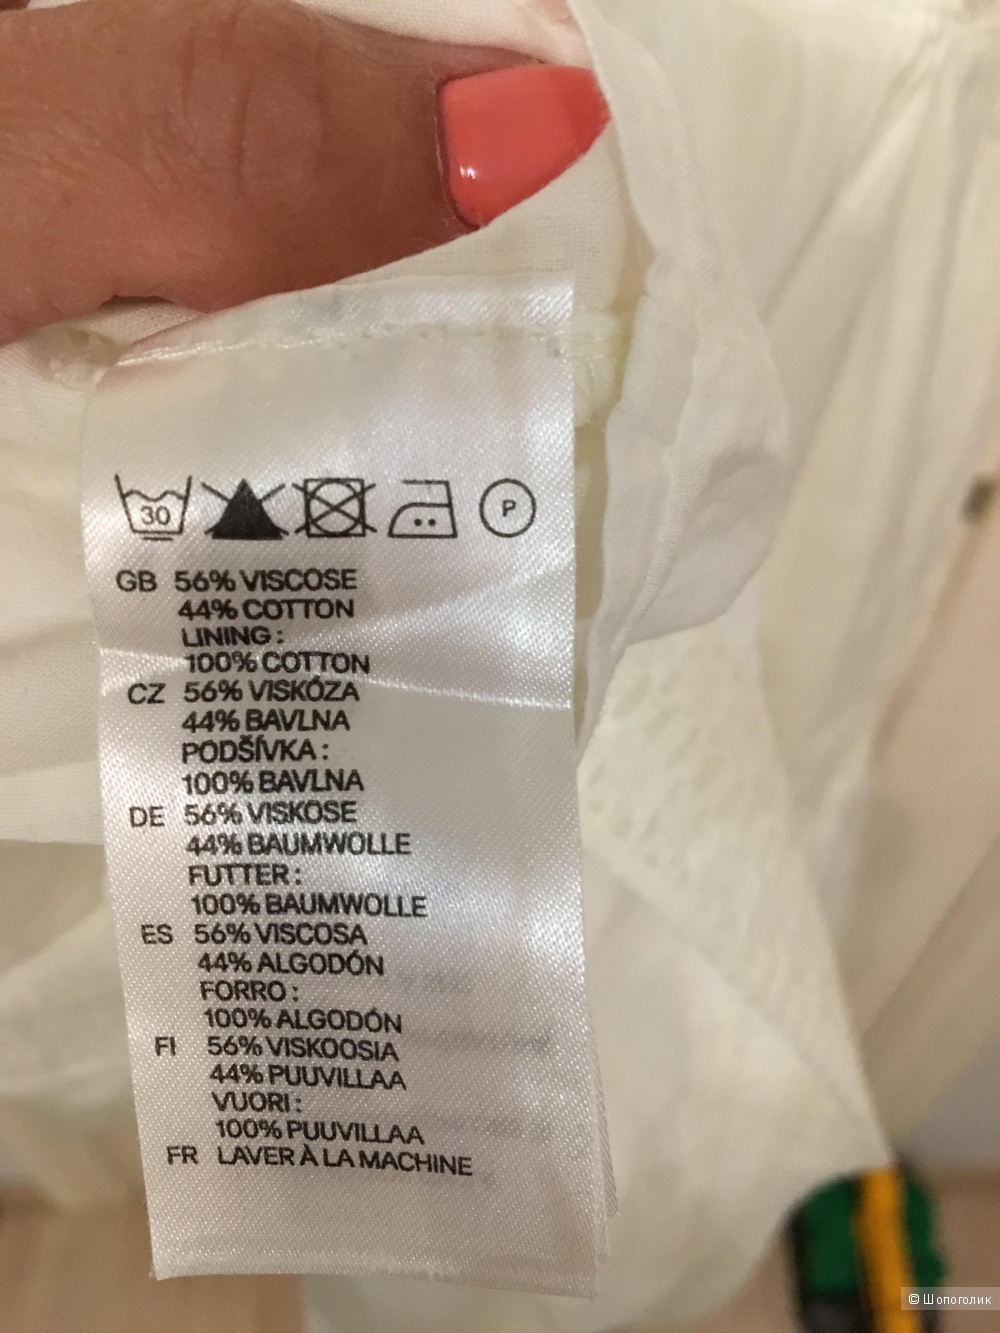 30 P
GB 56% VISCOSE
44% COTTON
LINING :
100% COTTON
CZ 56% VISKÓZA
44% BAVLNA
PODŠÍVKA :
100% BAVLNA
DE 56% VISKOSE
44% BAUMWOLLE
FUTTER :
100% BAUMWOLLE
ES 56% VISCOSA
44% ALGODÓN
FORRO :
100% ALGODÓN
FI 56% VISKOOSIA
44% PUUVILLAA
VUORI :
100% PUUVILLAA
FR LAVER À LA MACHINE
© Шопоголик